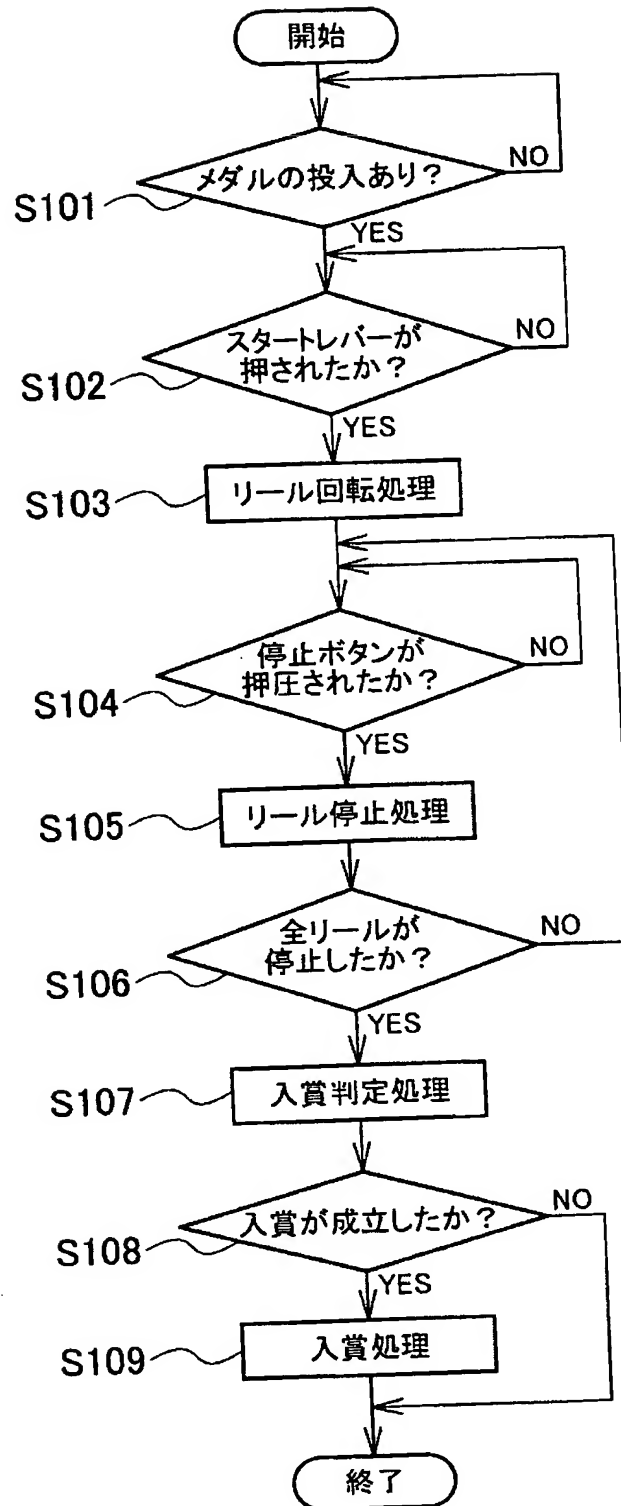 開始
メダルの投入あり？
NO
S101
YES
スタートレバーが
押されたか？
NO
S102
YES
S103
リール回転処理
停止ボタンが
押圧されたか？
NO
S104
YES
S105
リール停止処理
全リールが
停止したか？
NO
S106
YES
S107
入賞判定処理
入賞が成立したか？
NO
S108
YES
S109
入賞処理
終了